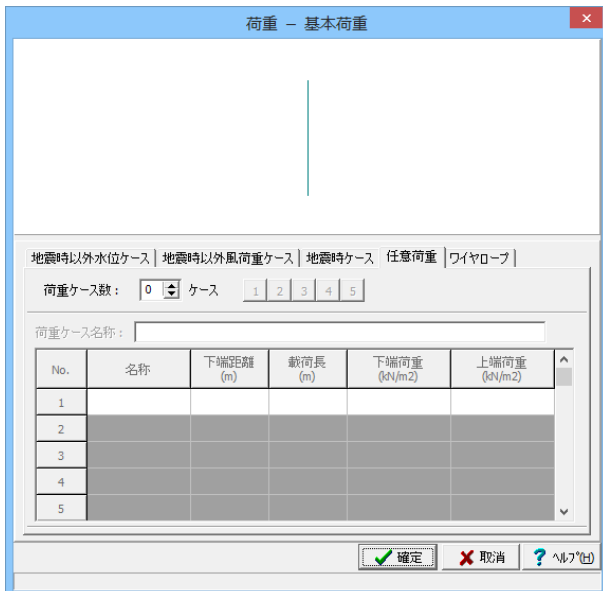 荷重 － 基本荷重
地震時以外水位ケース 地震時以外風荷重ケース 地震時ケース 任意荷重 ワイヤロープ
荷重ケース数： 0 ケース 1 2 3 4 5
荷重ケース名称：
No. 名称 下端距離 (m) 載荷長 (m) 下端荷重 (kN/m2) 上端荷重 (kN/m2)
1
2
3
4
5
確定 取消 ? ヘルプ(H)